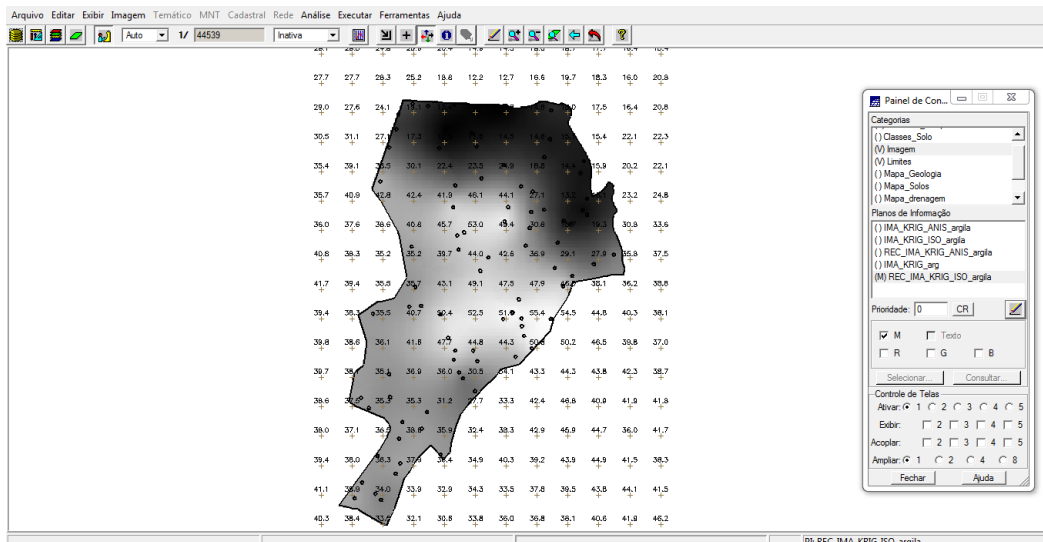 Arquivo Editar Exibir Imagem Temático MNT Cadastral Rede Análise Executar Ferramentas Ajuda
Auto 1/ 44539 Inativa
27.7 27.7 28.3 25.2 18.8 12.2 12.7 16.6 19.7 18.3 16.0 20.8
29.0 27.6 24.1 17.5 16.4 20.8
30.5 31.1 15.4 22.1 22.3
35.4 39.1 30.1 22.4 15.9 20.2 22.1
35.7 40.9 42.4 41.9 46.1 44.1 27.1 23.2 24.8
36.0 37.6 38.6 40.8 45.7 53.0 30.8 30.8 33.6
40.8 38.3 35.2 35.2 39.7 44.0 42.6 36.9 29.1 27.9 35.8 37.5
41.7 39.4 43.1 49.1 47.5 47.9 38.1 36.2 38.8
39.4 35.5 40.7 52.5 55.4 54.5 44.8 40.3 38.1
39.8 38.6 36.1 41.8 44.8 44.3 50.2 46.5 39.8 37.0
39.7 36.9 36.0 30.5 43.3 44.3 43.8 42.3 38.7
38.6 35.3 31.2 33.3 42.4 46.8 40.9 41.9 41.8
38.0 37.1 35.9 32.4 38.3 42.9 46.9 44.7 36.0 41.7
39.4 38.0 34.9 40.3 39.2 43.9 44.9 41.5 38.3
41.1 34.0 33.9 32.9 34.3 33.5 37.8 39.5 43.8 44.1 41.5
40.3 38.4 32.1 30.8 33.8 36.0 36.8 38.1 40.6 41.8 46.2
Painel de Con...
Categorias
( ) Classes_Solo
(V) Imagem
(V) Limites
( ) Mapa_Geologia
( ) Mapa_Solos
( ) Mapa_drenagem
Planos de Informação
( ) IMA_KRIG_ANIS_argila
( ) IMA_KRIG_ISO_argila
( ) REC_IMA_KRIG_ANIS_argila
( ) IMA_KRIG_arg
(M) REC_IMA_KRIG_ISO_argila
Prioridade: 0 CR
M Texto
R G B
Selecionar... Consultar...
Controle de Telas
Ativar: 1 2 3 4 5
Exibir: 2 3 4 5
Acoplar: 2 3 4 5
Ampliar: 1 2 4 8
Fechar Ajuda
PI: REC_IMA_KRIG_ISO_argila